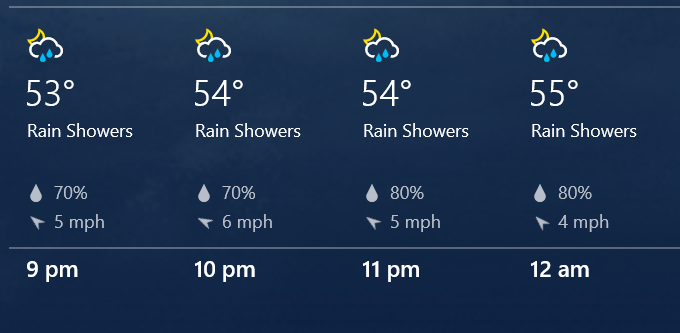 53° 54° 54° 55°
Rain Showers Rain Showers Rain Showers Rain Showers
70% 70% 80% 80%
5 mph 6 mph 5 mph 4 mph
9 pm 10 pm 11 pm 12 am